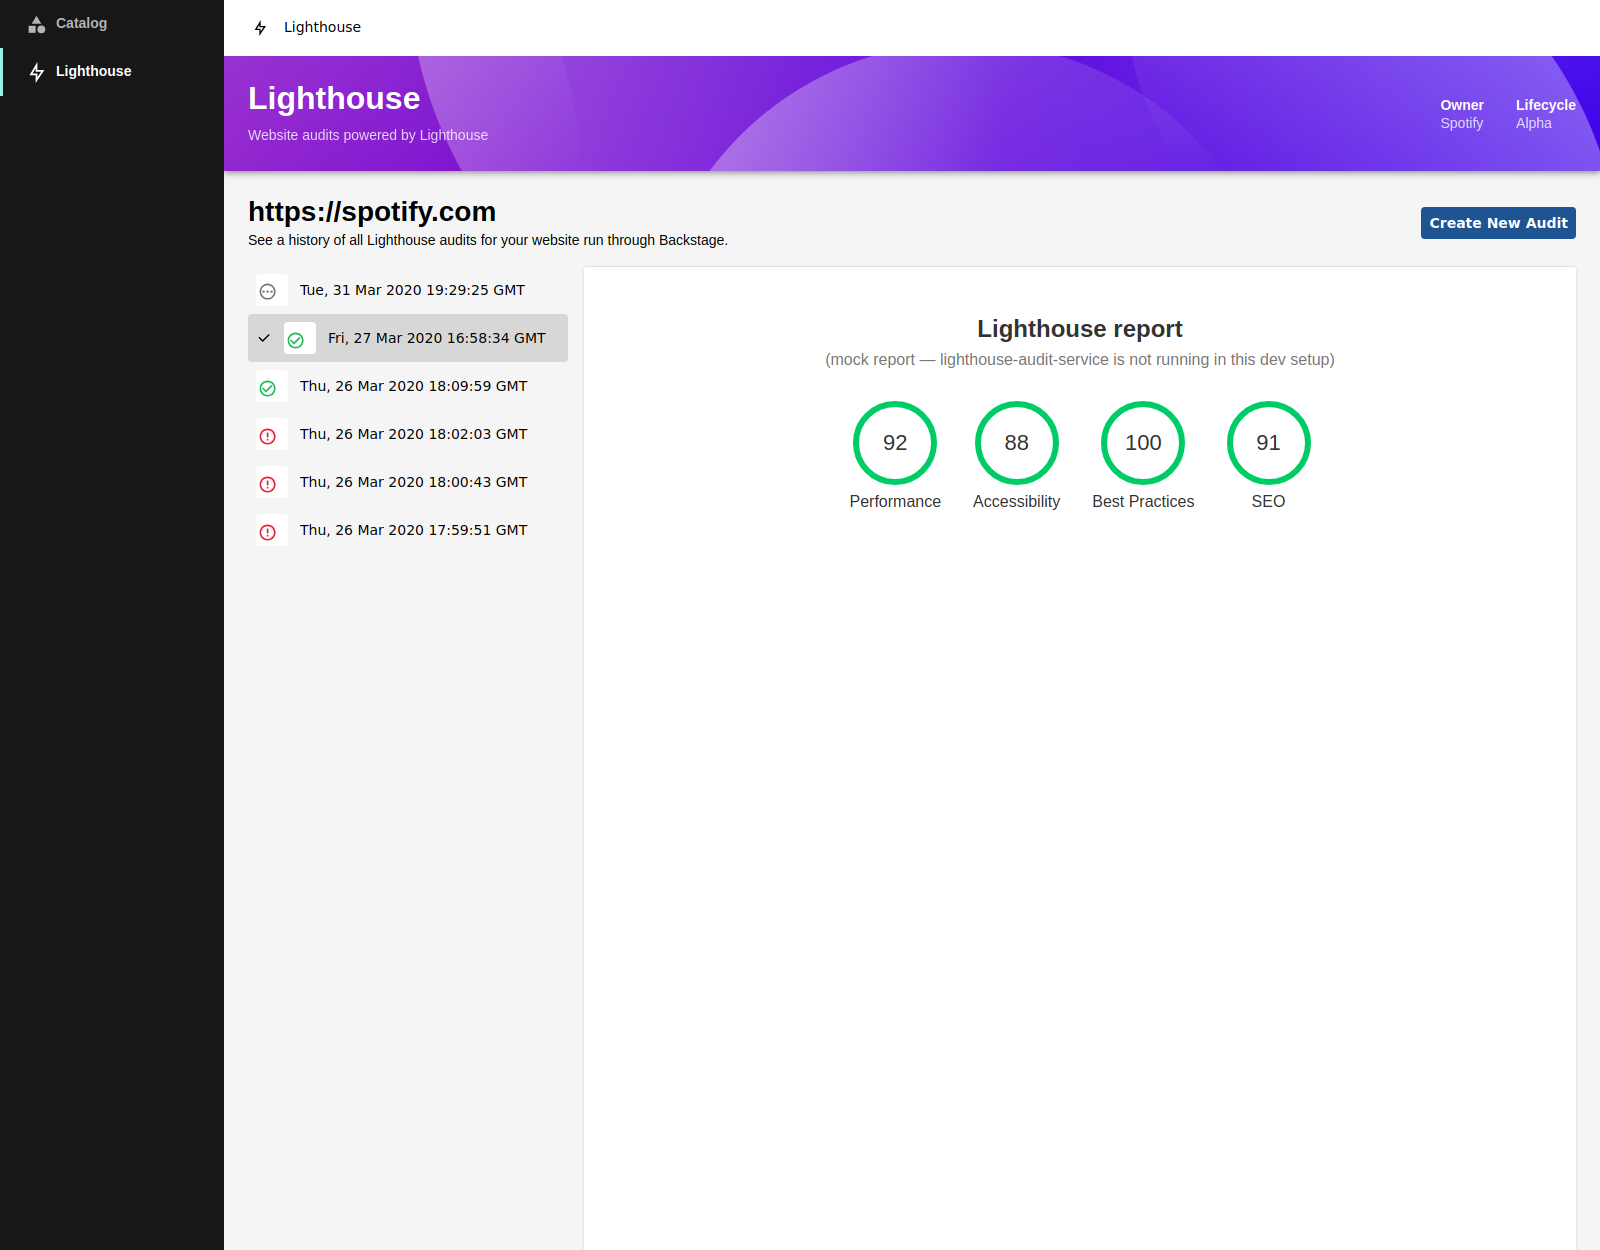 Catalog
Lighthouse
Lighthouse
Lighthouse
Website audits powered by Lighthouse
Owner
Spotify
Lifecycle
Alpha
https://spotify.com
See a history of all Lighthouse audits for your website run through Backstage.
Create New Audit
Tue, 31 Mar 2020 19:29:25 GMT
Fri, 27 Mar 2020 16:58:34 GMT
Thu, 26 Mar 2020 18:09:59 GMT
Thu, 26 Mar 2020 18:02:03 GMT
Thu, 26 Mar 2020 18:00:43 GMT
Thu, 26 Mar 2020 17:59:51 GMT
Lighthouse report
(mock report — lighthouse-audit-service is not running in this dev setup)
92
Performance
88
Accessibility
100
Best Practices
91
SEO